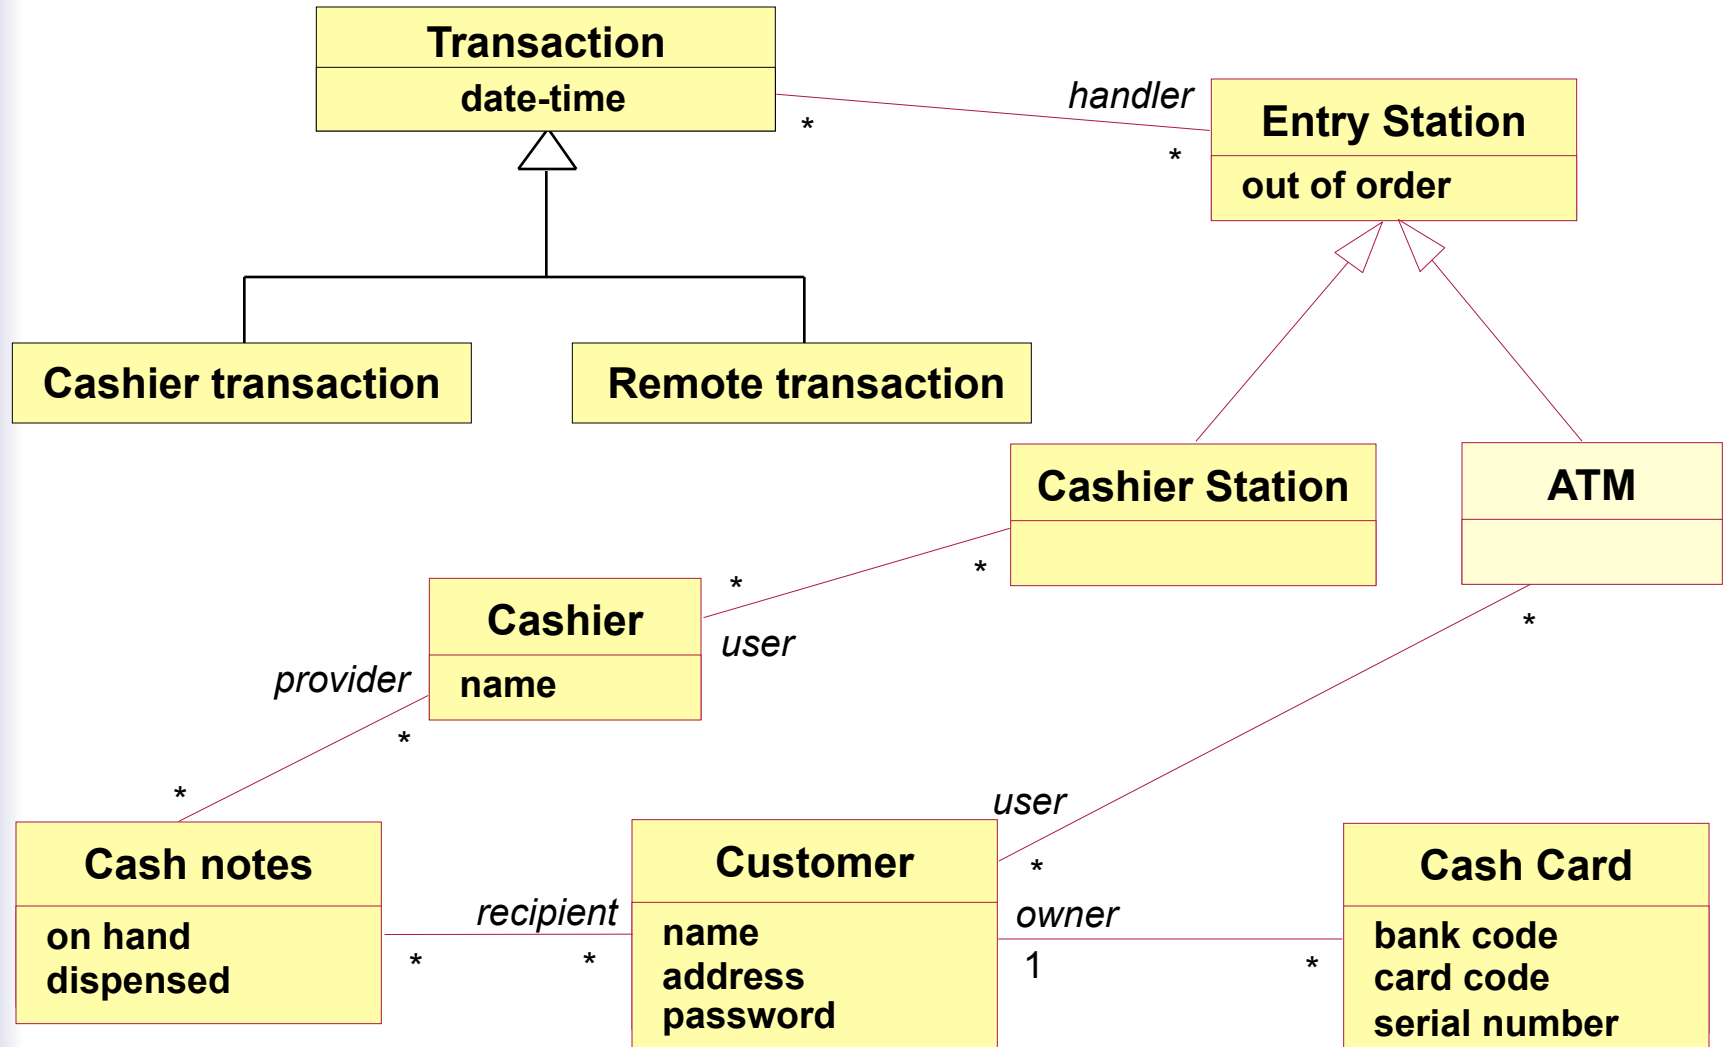 Transaction
date-time
handler
*
*
Entry Station
out of order
Cashier transaction
Remote transaction
Cashier Station
ATM
*
*
*
Cashier
user
name
provider
*
*
user
*
Cash notes
on hand
dispensed
recipient
*
*
Customer
name
address
password
owner
1
*
Cash Card
bank code
card code
serial number